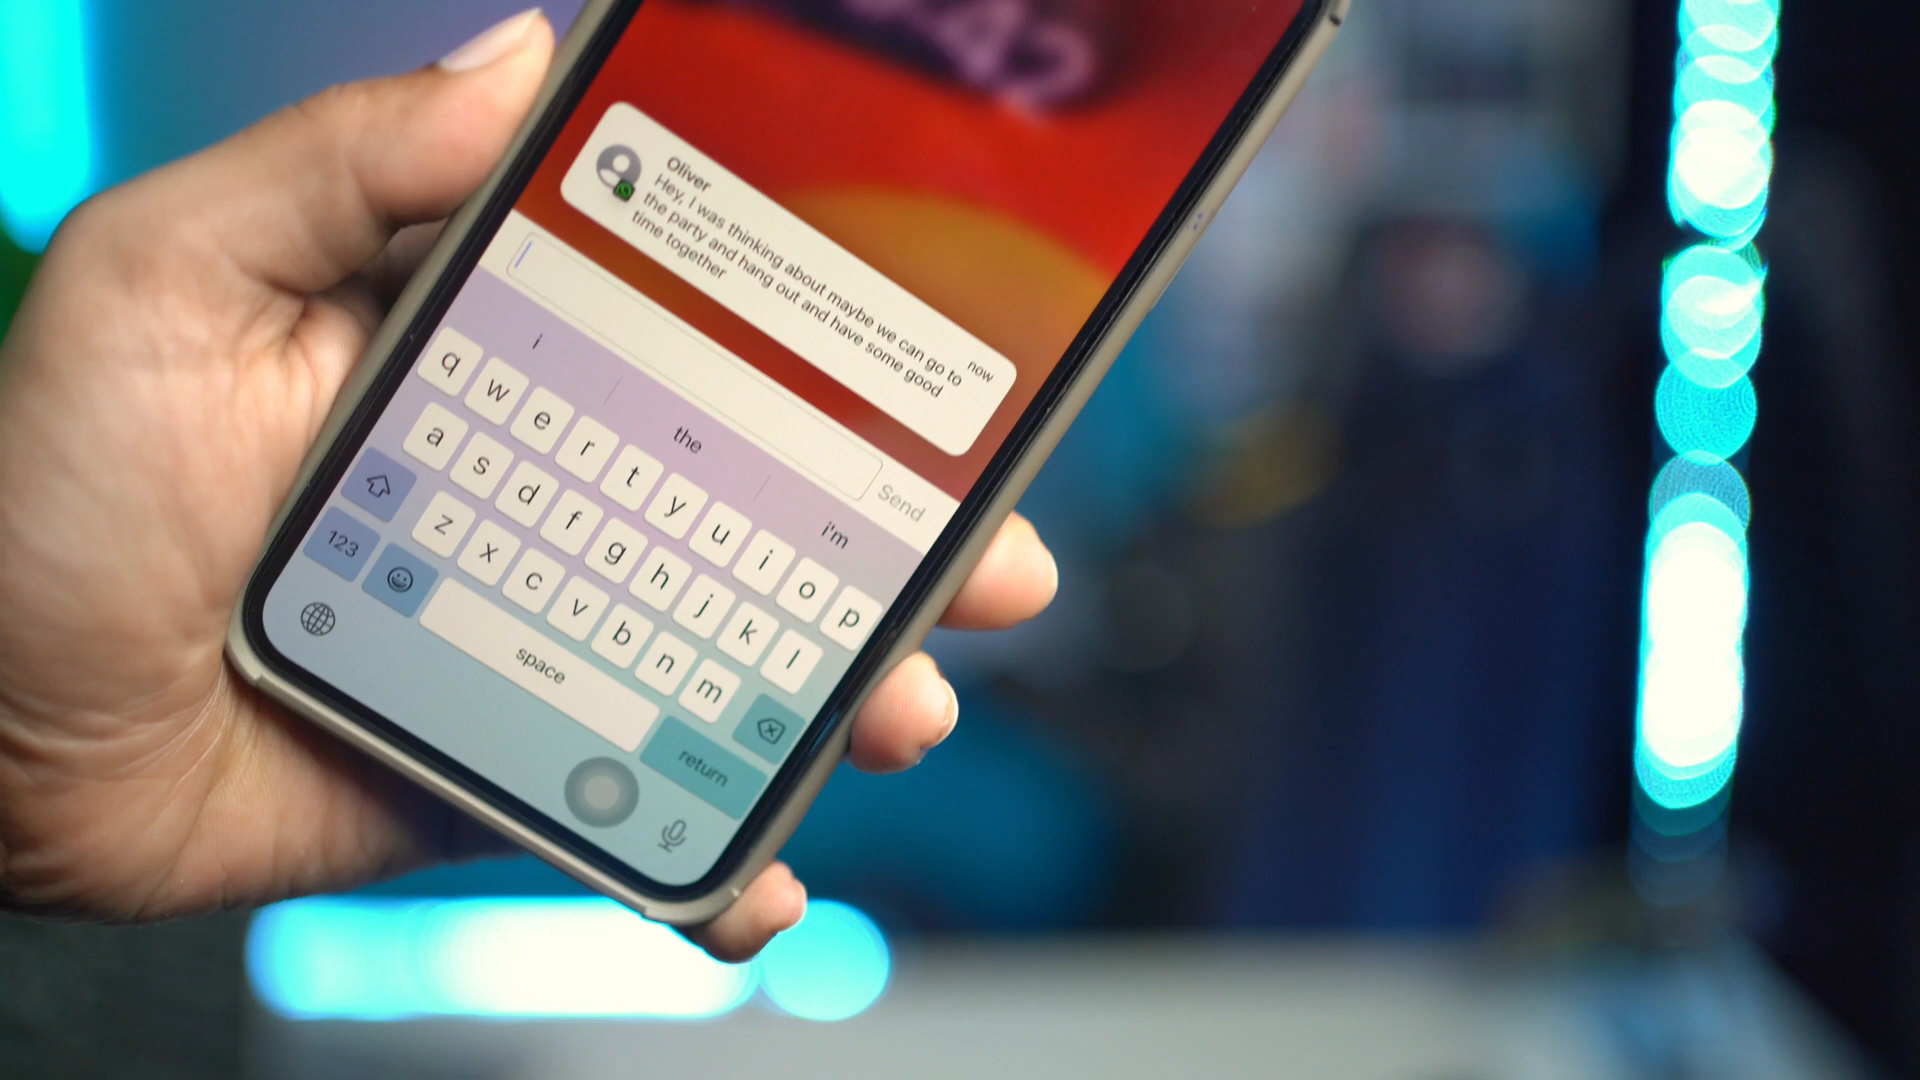 42
Oliver
now
Hey, I was thinking about maybe we can go to
the party and hang out and have some good
time together
Send
i
the
i'm
q w e r t y u i o p
a s d f g h j k l
z x c v b n m
123
space
return